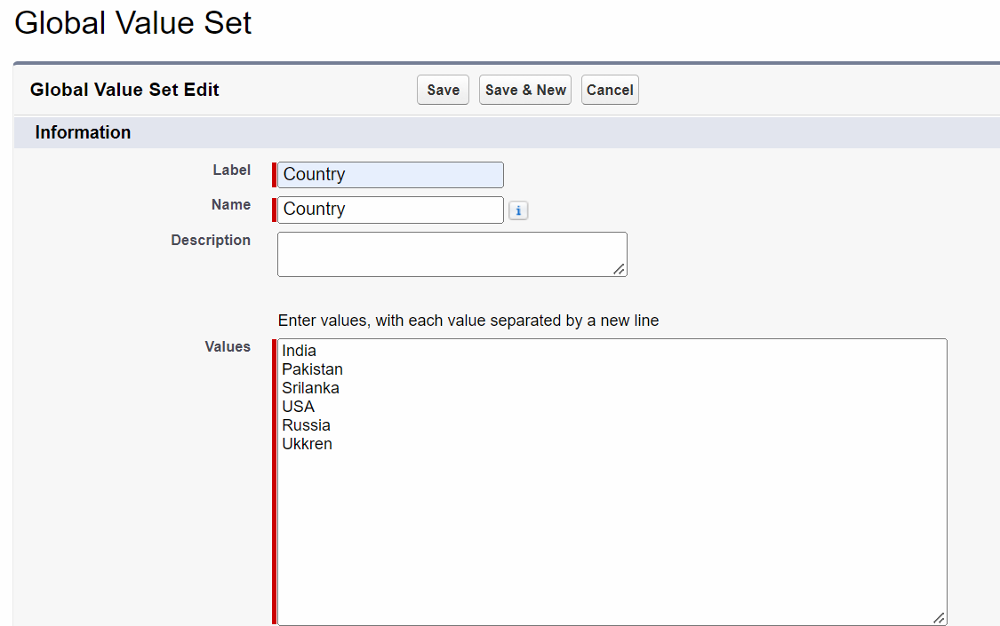 Global Value Set
Global Value Set Edit
Save
Save & New
Cancel
Information
Label
Country
Name
Country
i
Description
Enter values, with each value separated by a new line
Values
India
Pakistan
Srilanka
USA
Russia
Ukkren